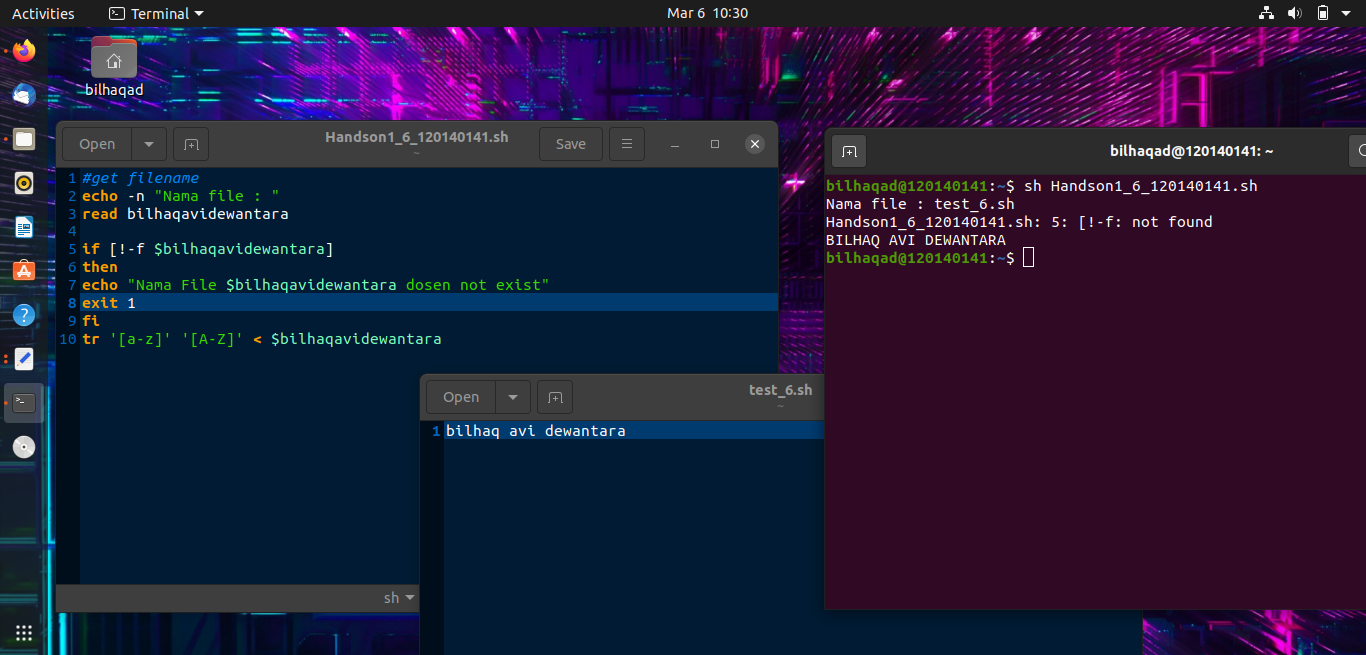 Activities
Terminal
Mar 6 10:30
bilhaqad
Open
Handson1_6_120140141.sh
~
Save
1 #get filename
2 echo -n "Nama file : "
3 read bilhaqavidewantara
4
5 if [!-f $bilhaqavidewantara]
6 then
7 echo "Nama File $bilhaqavidewantara dosen not exist"
8 exit 1
9 fi
10 tr '[a-z]' '[A-Z]' < $bilhaqavidewantara
sh
Open
test_6.sh
~
1 bilhaq avi dewantara
bilhaqad@120140141: ~
bilhaqad@120140141:~$ sh Handson1_6_120140141.sh
Nama file : test_6.sh
Handson1_6_120140141.sh: 5: [!-f: not found
BILHAQ AVI DEWANTARA
bilhaqad@120140141:~$